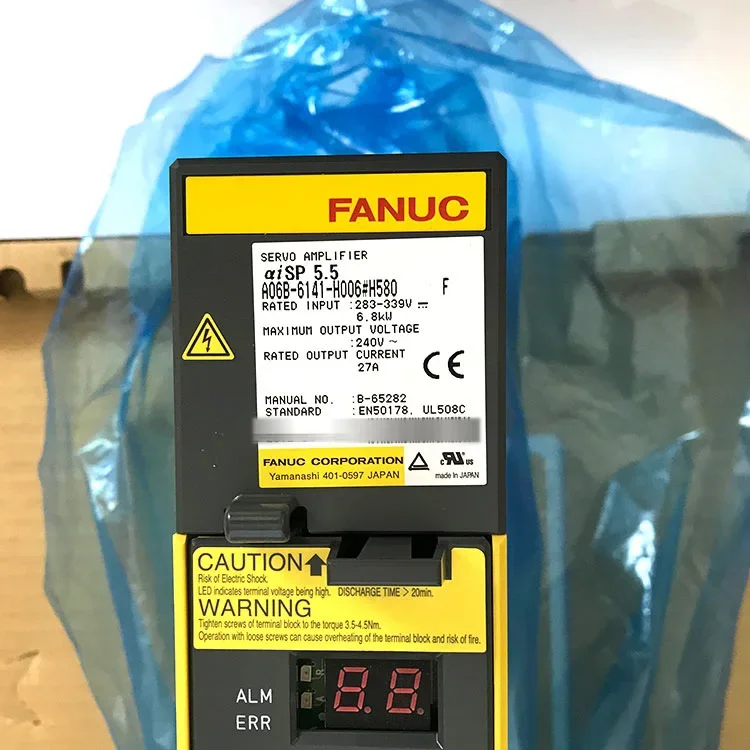 FANUC
SERVO AMPLIFIER
αiSP 5.5
A06B-6141-H006#H580 F
RATED INPUT :283-339V ⎓
6.8kW
MAXIMUM OUTPUT VOLTAGE
:240V ~
RATED OUTPUT CURRENT
27A
CE
MANUAL NO. :B-65282
STANDARD :EN50178, UL508C
FANUC CORPORATION
Yamanashi 401-0597 JAPAN
c RU us
made in JAPAN
CAUTION
Risk of Electric Shock.
LED indicates terminal voltage being high. DISCHARGE TIME > 20min.
WARNING
Tighten screws of terminal block to the torque 3.5-4.5Nm.
Operation with loose screws can cause overheating of the terminal block and risk of fire.
ALM
ERR
R
A
8.8.